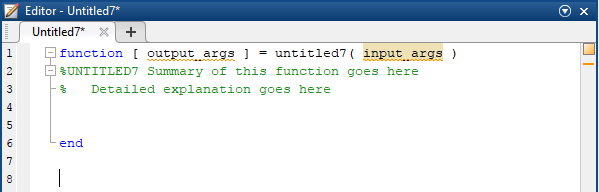 Editor - Untitled7*
Untitled7*
1 function [ output_args ] = untitled7( input_args )
2 %UNTITLED7 Summary of this function goes here
3 %   Detailed explanation goes here
4
5
6 end
7
8